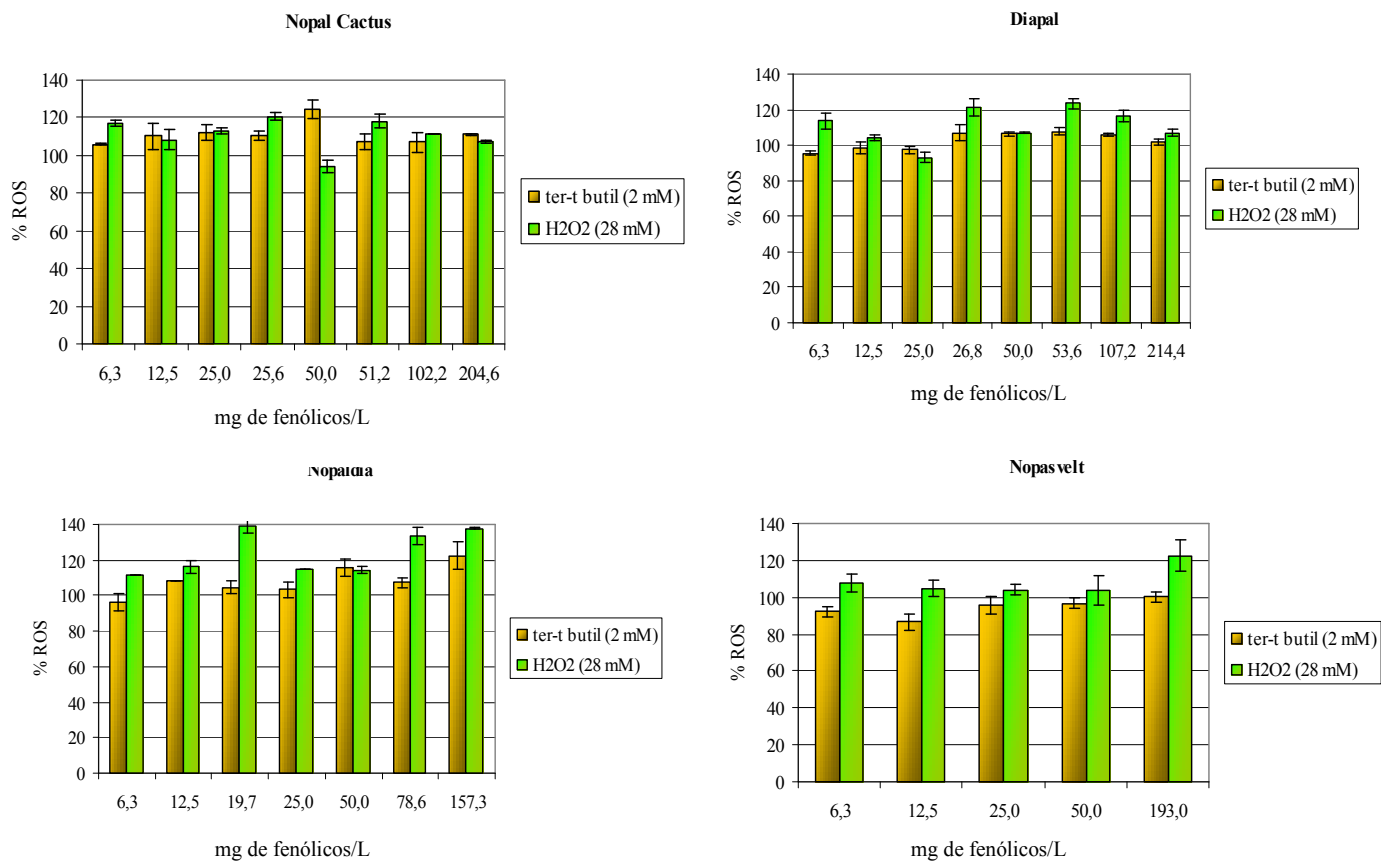 Nopal Cactus
140
120
100
80
60
40
20
0
% ROS
6,3 12,5 25,0 25,6 50,0 51,2 102,2 204,6
mg de fenólicos/L
ter-t butil (2 mM)
H2O2 (28 mM)
Diapal
140
120
100
80
60
40
20
0
% ROS
6,3 12,5 25,0 26,8 50,0 53,6 107,2 214,4
mg de fenólicos/L
ter-t butil (2 mM)
H2O2 (28 mM)
Nopaldia
140
120
100
80
60
40
20
0
% ROS
6,3 12,5 19,7 25,0 50,0 78,6 157,3
mg de fenólicos/L
ter-t butil (2 mM)
H2O2 (28 mM)
Nopasvelt
140
120
100
80
60
40
20
0
% ROS
6,3 12,5 25,0 50,0 193,0
mg de fenólicos/L
ter-t butil (2 mM)
H2O2 (28 mM)